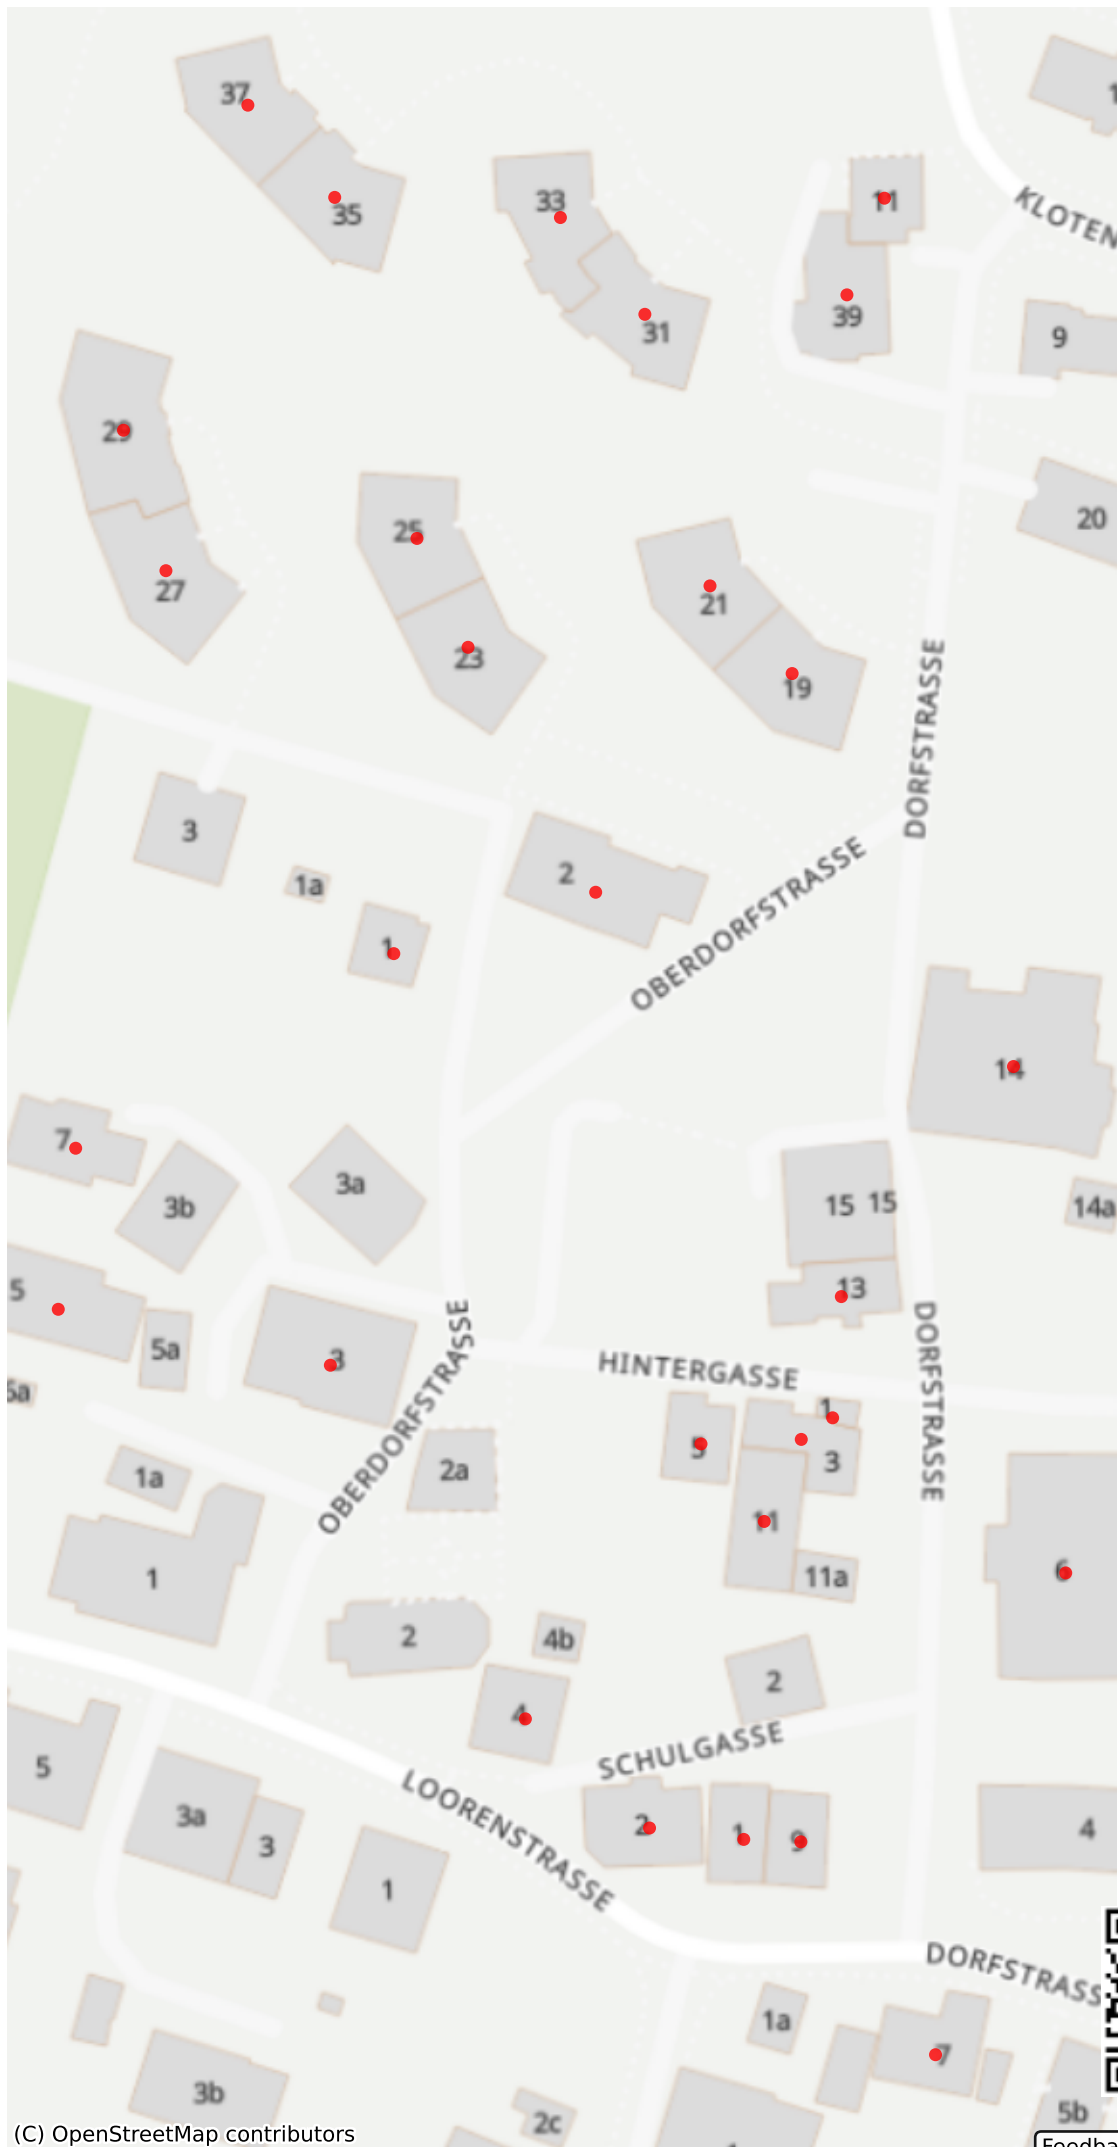 37
35
33
11
KLOTEN
39
31
9
29
25
20
27
21
23
19
DORFSTRASSE
3
1a
2
1
OBERDORFSTRASSE
14
7
3a
3b
15 15
14a
5
13
5a
3
HINTERGASSE
OBERDORFSTRASSE
DORFSTRASSE
1
5
3
2a
1a
11
11a
6
1
2
4b
2
4
SCHULGASSE
5
LOORENSTRASSE
3a
3
2
1
9
4
1
DORFSTRASS
1a
7
3b
2c
5b
(C) OpenStreetMap contributors
Feedba